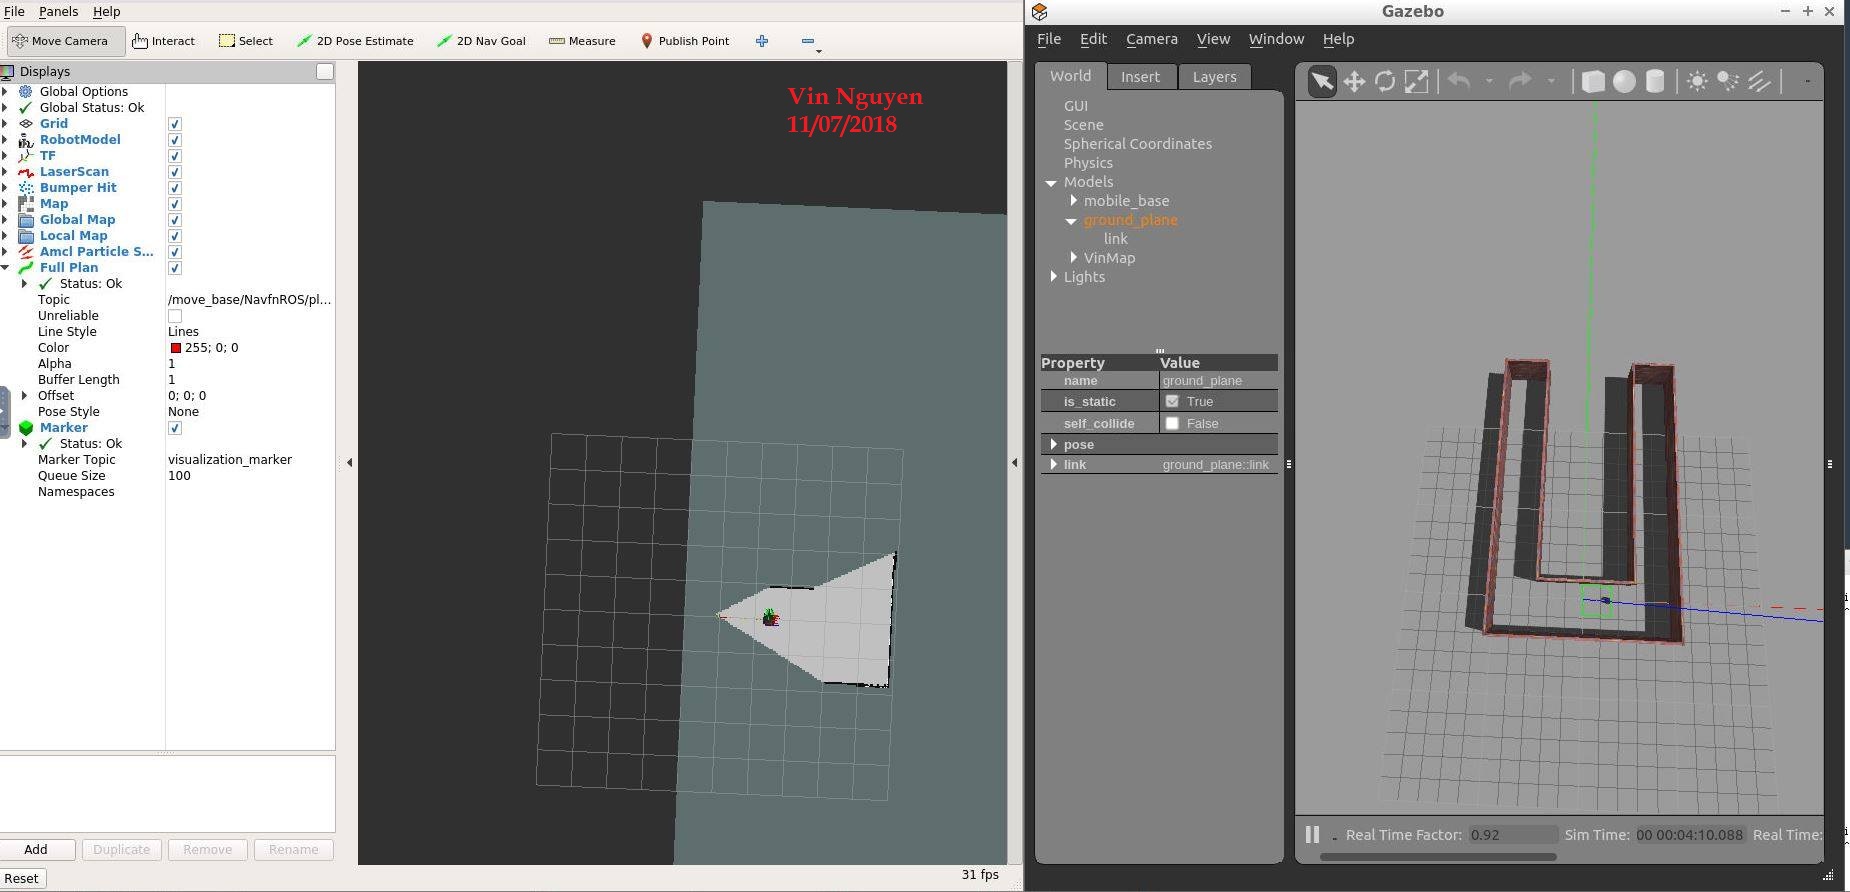 File Panels Help
Move Camera Interact Select 2D Pose Estimate 2D Nav Goal Measure Publish Point
Displays
Global Options
Global Status: Ok
Grid
RobotModel
TF
LaserScan
Bumper Hit
Map
Global Map
Local Map
Amcl Particle S...
Full Plan
Status: Ok
Topic /move_base/NavfnROS/pl...
Unreliable
Line Style Lines
Color 255; 0; 0
Alpha 1
Buffer Length 1
Offset 0; 0; 0
Pose Style None
Marker
Status: Ok
Marker Topic visualization_marker
Queue Size 100
Namespaces
Add Duplicate Remove Rename
Reset
Vin Nguyen
11/07/2018
31 fps
Gazebo
File Edit Camera View Window Help
World Insert Layers
GUI
Scene
Spherical Coordinates
Physics
Models
mobile_base
ground_plane
link
VinMap
Lights
Property Value
name ground_plane
is_static True
self_collide False
pose
link ground_plane::link
Real Time Factor: 0.92 Sim Time: 00 00:04:10.088 Real Time: